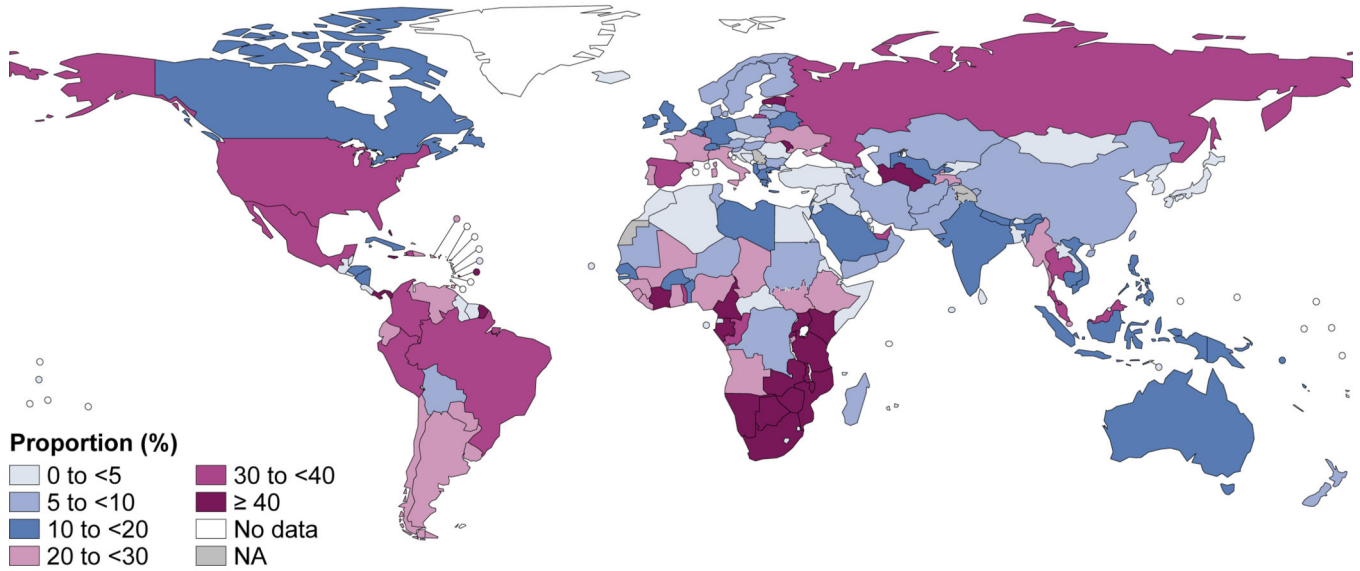 Proportion (%)
0 to <5
5 to <10
10 to <20
20 to <30
30 to <40
≥ 40
No data
NA